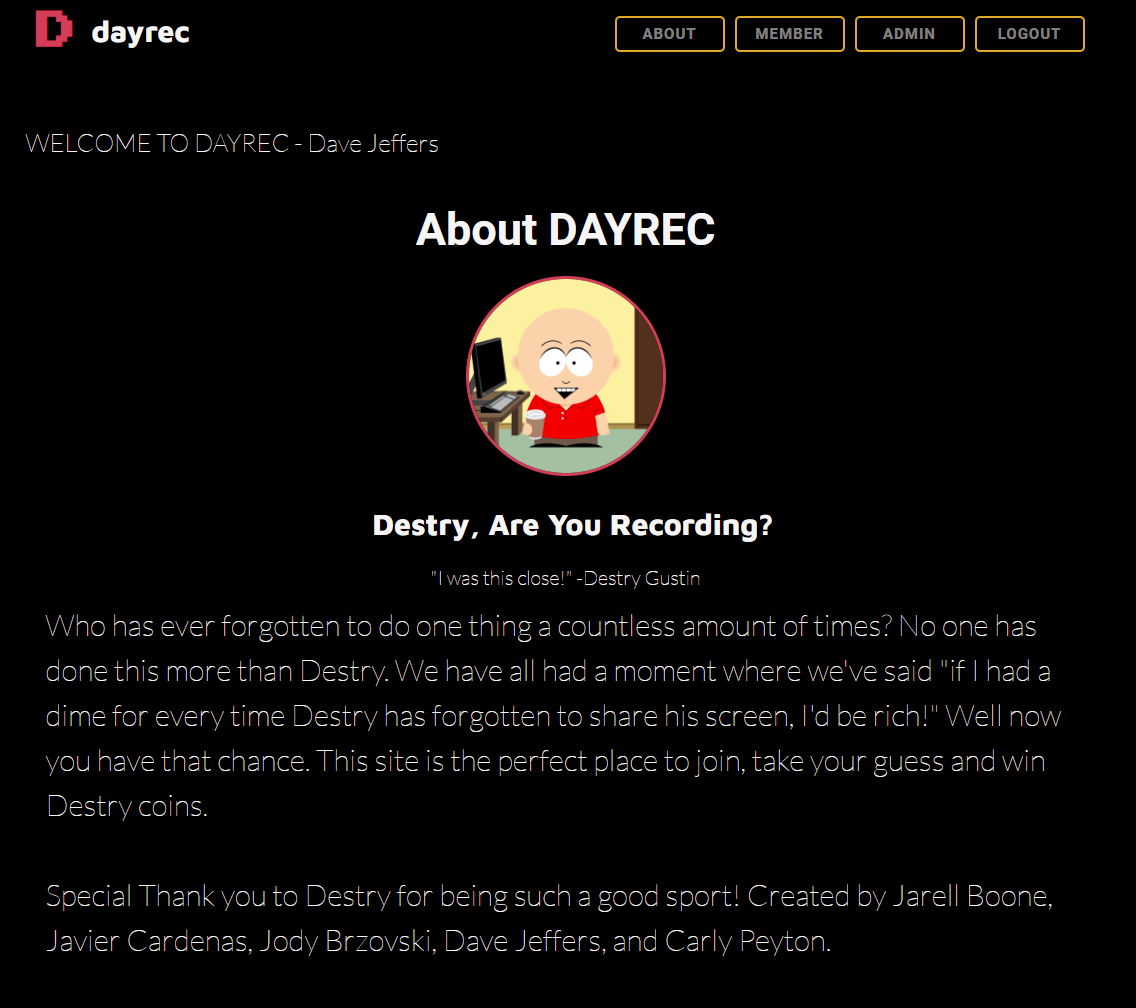 D dayrec
ABOUT MEMBER ADMIN LOGOUT
WELCOME TO DAYREC - Dave Jeffers
About DAYREC
Destry, Are You Recording?
"I was this close!" -Destry Gustin
Who has ever forgotten to do one thing a countless amount of times? No one has
done this more than Destry. We have all had a moment where we've said "if I had a
dime for every time Destry has forgotten to share his screen, I'd be rich!" Well now
you have that chance. This site is the perfect place to join, take your guess and win
Destry coins.
Special Thank you to Destry for being such a good sport! Created by Jarell Boone,
Javier Cardenas, Jody Brzovski, Dave Jeffers, and Carly Peyton.